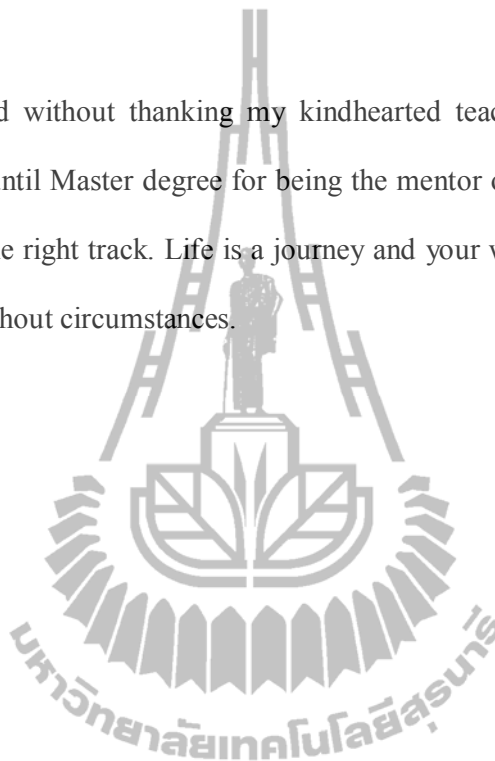 d without thanking my kindhearted teac
until Master degree for being the mentor
e right track. Life is a journey and your
hout circumstances.
มหาวิทยาลัยเทคโนโลยีสุรนารี